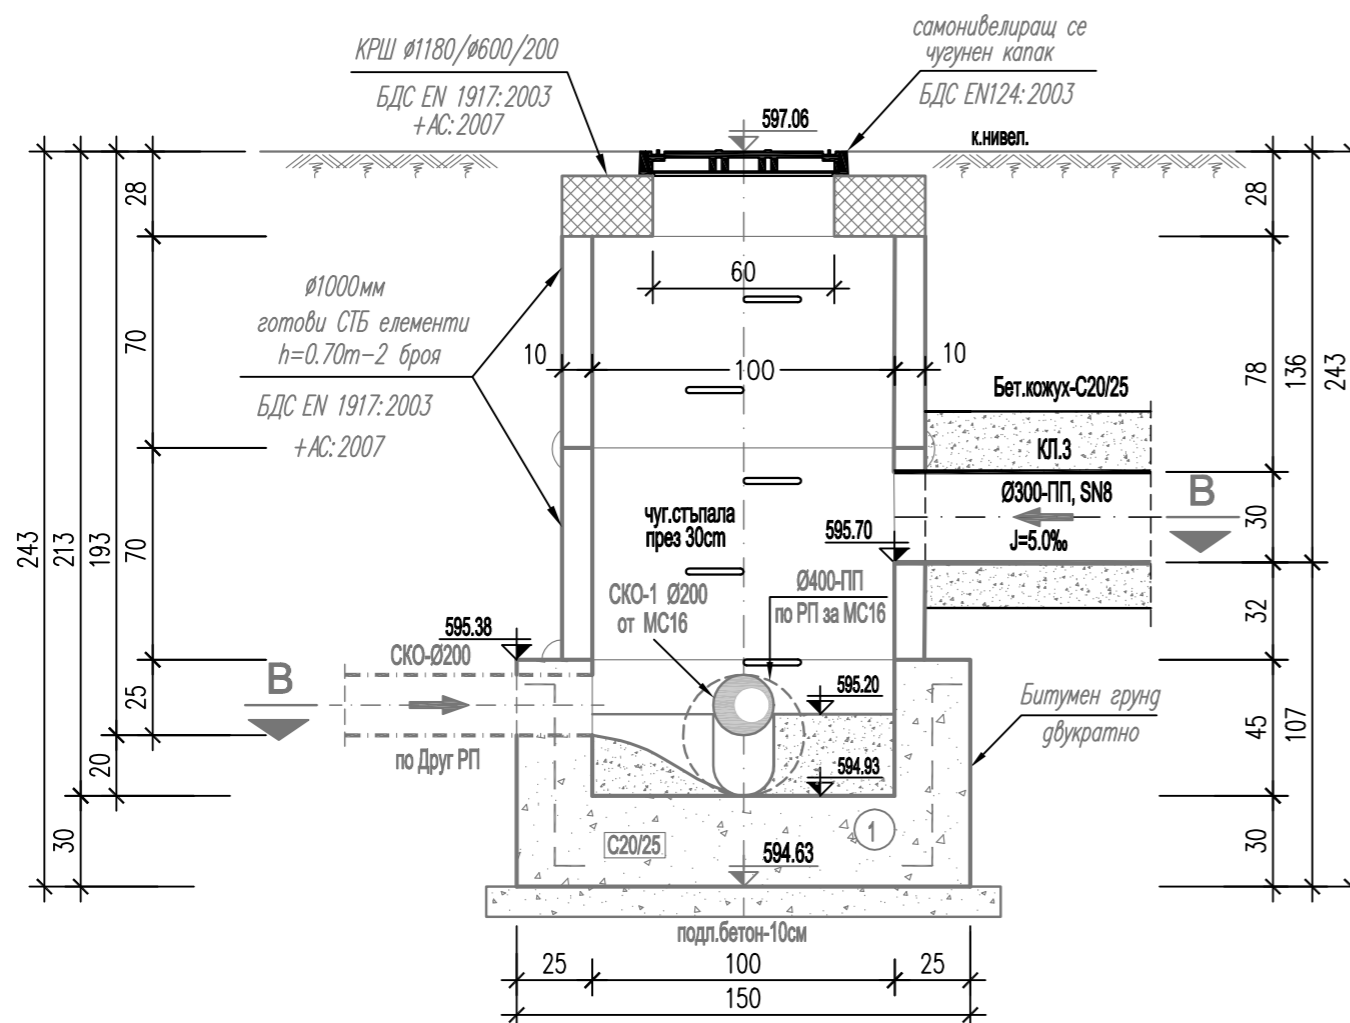 КРШ ø1180/ø600/200
БДС EN 1917:2003
+AC:2007
самонивелиращ се
чугунен капак
БДС EN124:2003
597.06
к.нивел.
28
28
60
ø1000мм
готови СТБ елементи
h=0.70m-2 броя
БДС EN 1917:2003
+AC:2007
70
10
100
10
78
136
243
Бет.кожух-C20/25
КЛ.3
Ø300-ПП, SN8
J=5.0‰
B
30
чуг.стъпала
през 30cm
595.70
243
213
193
70
СКО-1 Ø200
от МС16
Ø400-ПП
по РП за МС16
32
595.38
СКО-Ø200
B
по Друг РП
25
20
30
595.20
594.93
Битумен грунд
двукратно
45
107
30
1
C20/25
594.63
подл.бетон-10см
25
100
25
150